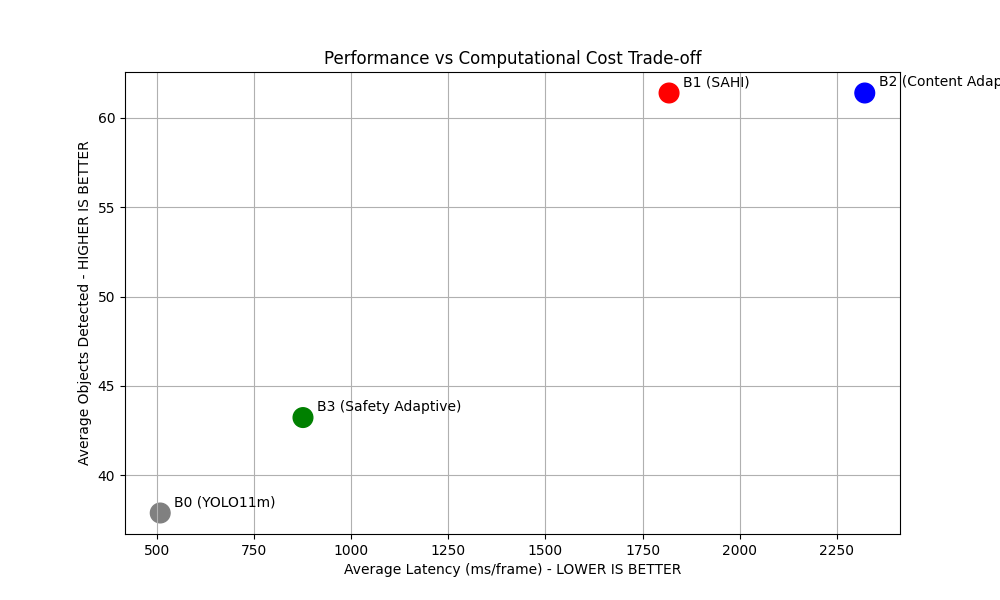 Performance vs Computational Cost Trade-off
B1 (SAHI)
B2 (Content Adap
60
55
50
45
40
Average Objects Detected - HIGHER IS BETTER
B3 (Safety Adaptive)
B0 (YOLO11m)
500 750 1000 1250 1500 1750 2000 2250
Average Latency (ms/frame) - LOWER IS BETTER